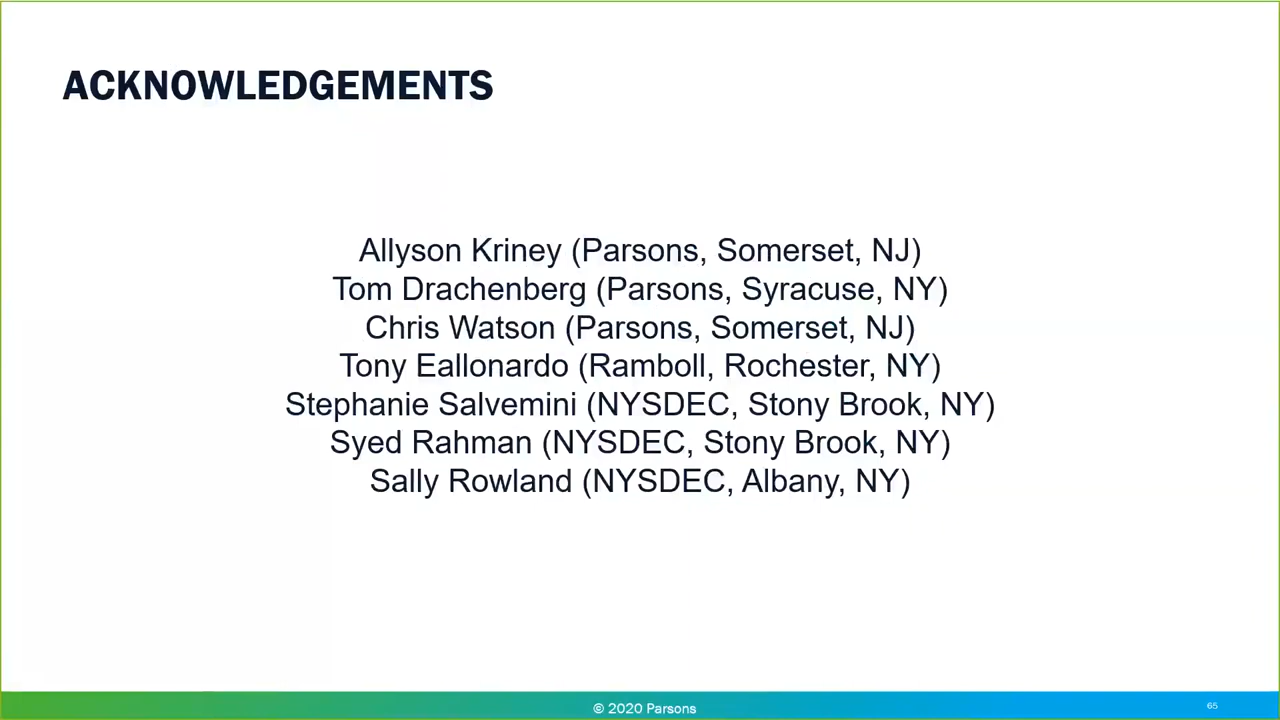 ACKNOWLEDGEMENTS
Allyson Kriney (Parsons, Somerset, NJ)
Tom Drachenberg (Parsons, Syracuse, NY)
Chris Watson (Parsons, Somerset, NJ)
Tony Eallonardo (Ramboll, Rochester, NY)
Stephanie Salvemini (NYSDEC, Stony Brook, NY)
Syed Rahman (NYSDEC, Stony Brook, NY)
Sally Rowland (NYSDEC, Albany, NY)
© 2020 Parsons
65